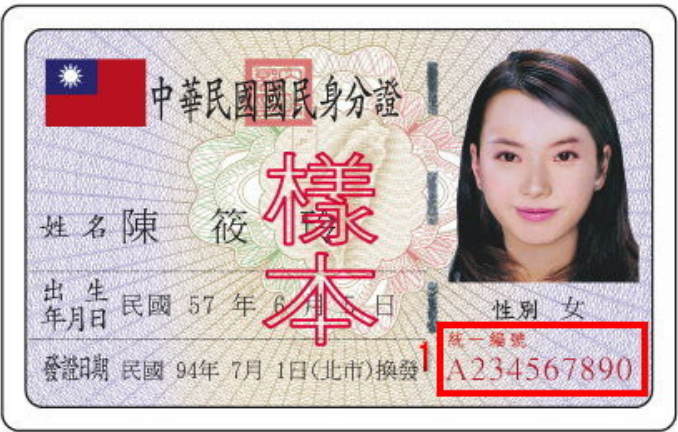 中華民國國民身分證
樣本
姓名 陳筱
出生年月日 民國 57 年 6 月 5 日
性別 女
發證日期 民國 94年 7月 1日(北市)換發
1
統一編號
A234567890